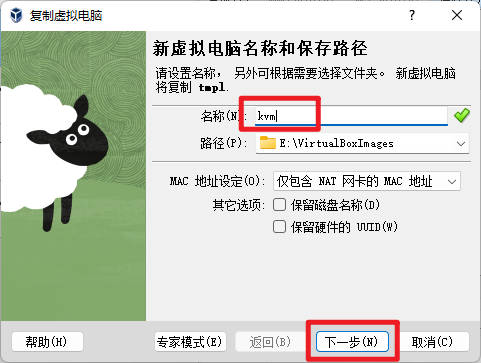 复制虚拟电脑
新虚拟电脑名称和保存路径
请设置名称， 另外可根据需要选择文件夹。 新虚拟电脑
将复制 tmpl.
名称(N): kvm
路径(P): E:\VirtualBoxImages
MAC 地址设定(O): 仅包含 NAT 网卡的 MAC 地址
其它选项: 保留磁盘名称(D)
保留硬件的 UUID(W)
帮助(H) 专家模式(E) 返回(B) 下一步(N) 取消(C)